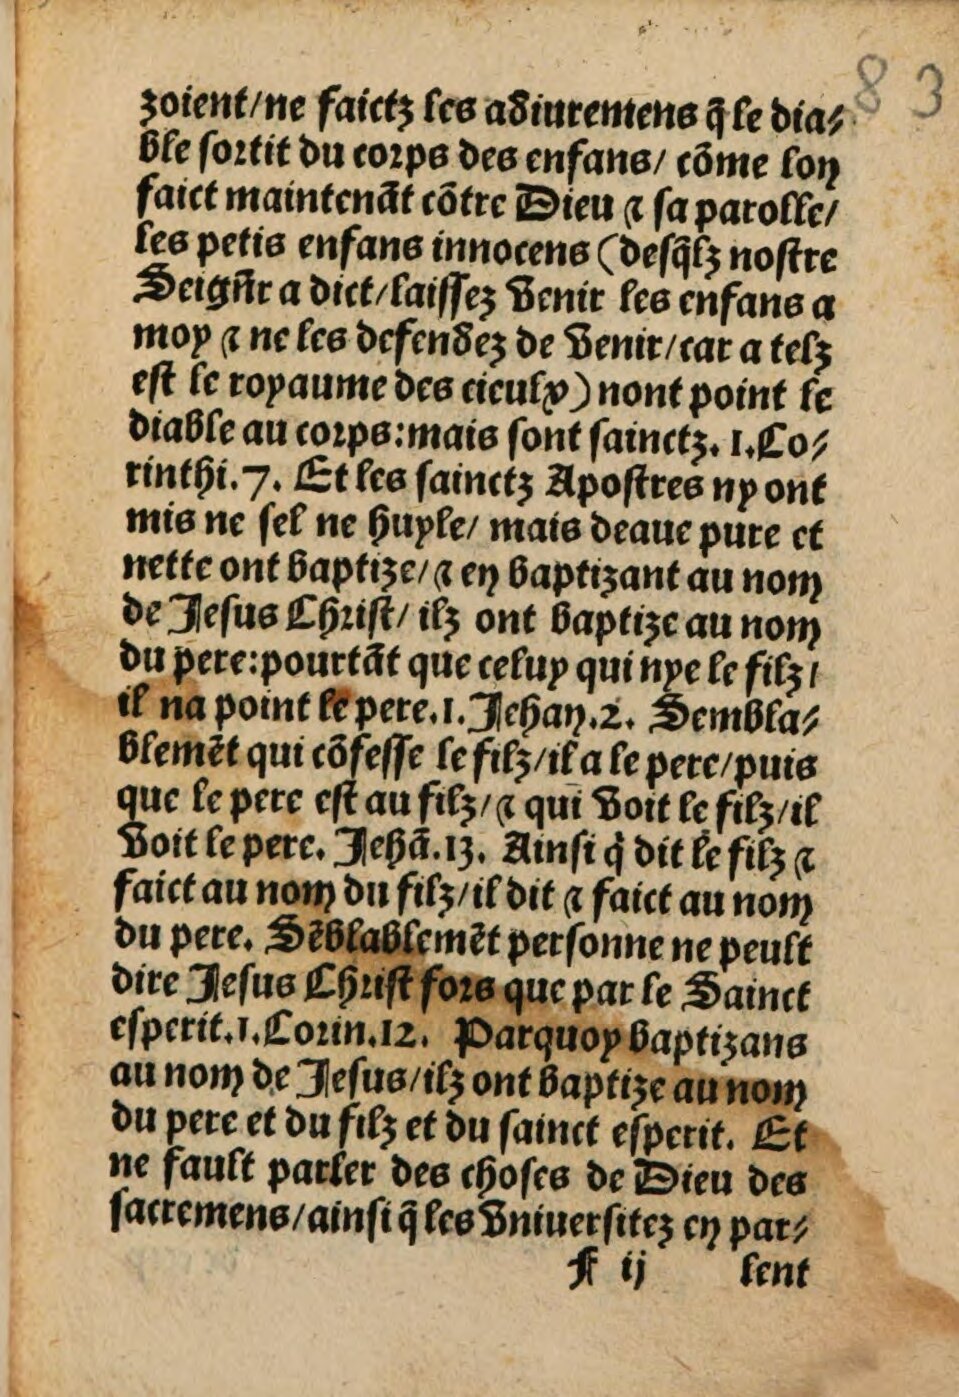 83
zoient/ne faictz les adiuremens q̃ le dia⸗
ble sortit du corps des enfans/ cõme lon
faict maintenãt cõtre Dieu ⁊ sa parolle/
les petis enfans innocens (desq̃lz nostre
Seignr̃ a dict/laissez venir les enfans a
moy ⁊ ne les defendez de venir/car a telz
est le royaume des cieulx) nont point le
diable au corps:mais sont sainctz. 1.Co⸗
rinthi.7. Et les sainctz Apostres ny ont
mis ne sel ne huyle/ mais deaue pure et
nette ont baptize/⁊ en baptizant au nom
de Jesus Christ/ ilz ont baptize au nom
du pere:pourtãt que celuy qui nye le filz/
il na point le pere.1.Jehan.2. Sembla⸗
blemẽt qui cõfesse le filz/il a le pere/puis
que le pere est au filz/⁊ qui voit le filz/il
voit le pere. Jehã.13. Ainsi q̃ dit le filz ⁊
faict au nom du filz/il dit ⁊ faict au nom
du pere. Sẽblablemẽt personne ne peult
dire Jesus Christ fors que par le Sainct
esperit.1.Corin.12. Parquoy baptizans
au nom de Jesus/ilz ont baptize au nom
du pere et du filz et du sainct esperit. Et
ne fault parler des choses de Dieu des
sacremens/ainsi q̃ les vniuersitez en par⸗
f ij lent